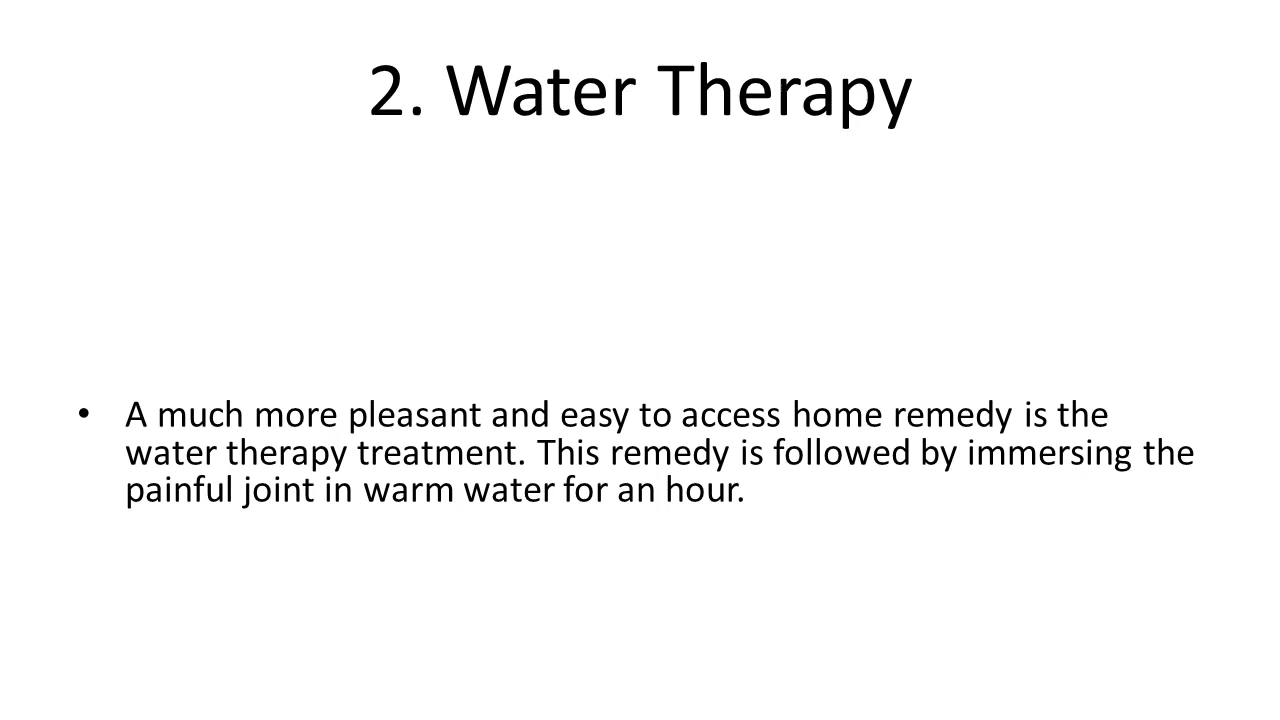 2. Water Therapy
• A much more pleasant and easy to access home remedy is the
water therapy treatment. This remedy is followed by immersing the
painful joint in warm water for an hour.